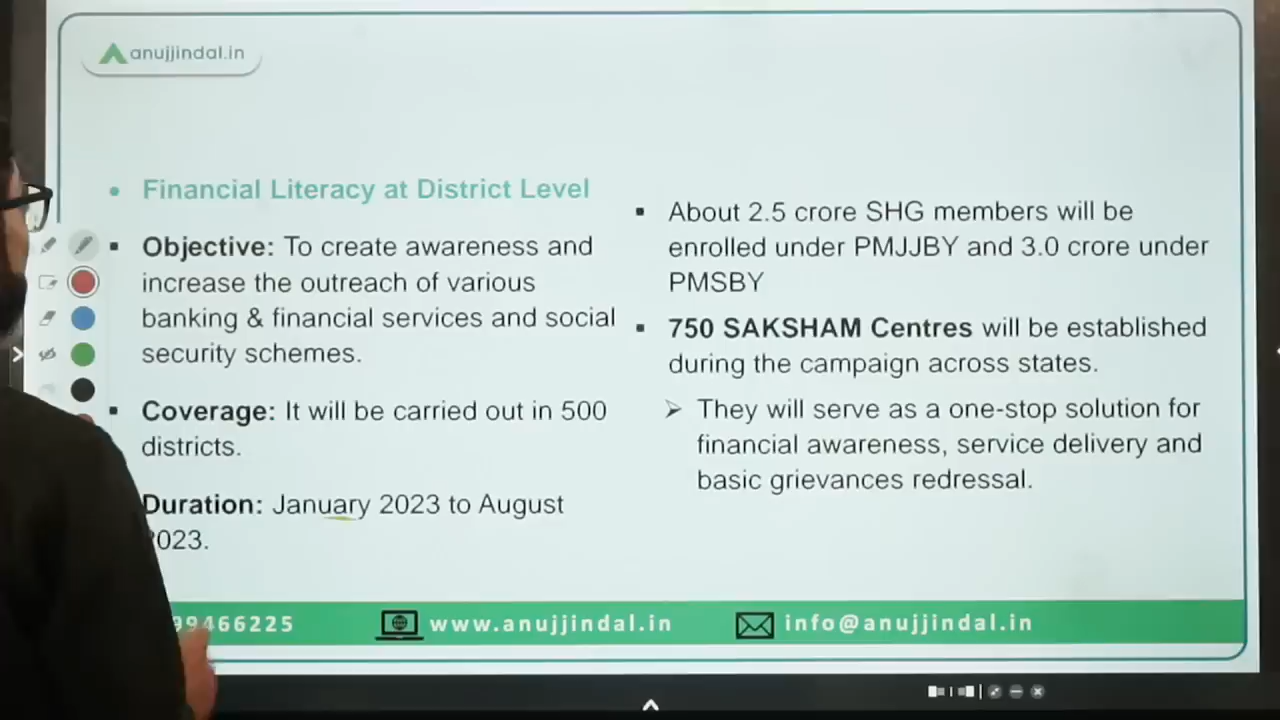 anujjindal.in
Financial Literacy at District Level
Objective: To create awareness and
increase the outreach of various
banking & financial services and social
security schemes.
Coverage: It will be carried out in 500
districts.
Duration: January 2023 to August
023.
About 2.5 crore SHG members will be
enrolled under PMJJBY and 3.0 crore under
PMSBY
750 SAKSHAM Centres will be established
during the campaign across states.
They will serve as a one-stop solution for
financial awareness, service delivery and
basic grievances redressal.
99466225
www.anujjindal.in
info@anujjindal.in